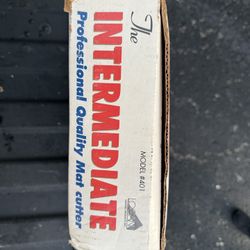 The
INTERMEDIATE
Professional Quality Mat cutter
MODEL #401